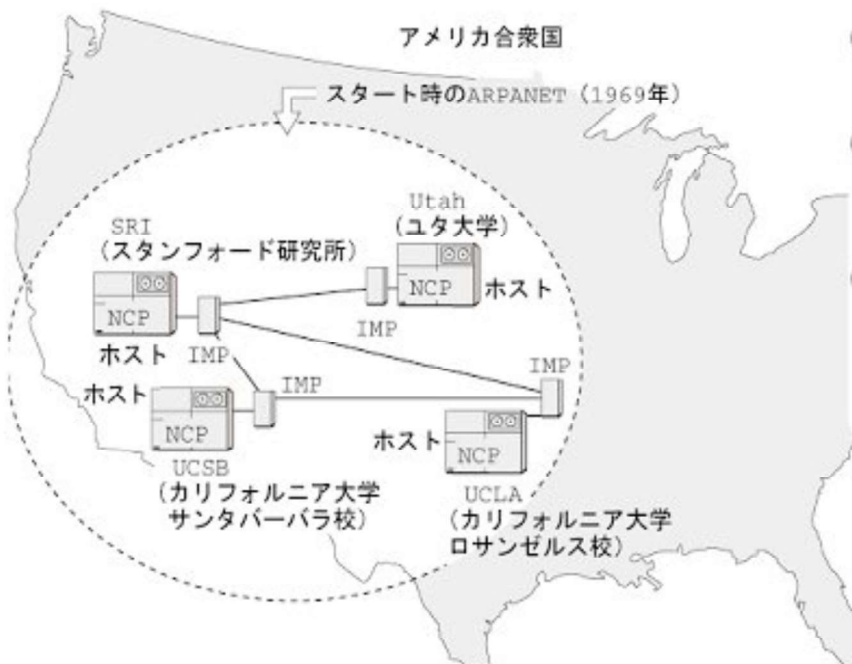 アメリカ合衆国
スタート時のARPANET（1969年）
SRI
（スタンフォード研究所）
NCP
ホスト
IMP
Utah
（ユタ大学）
NCP
ホスト
IMP
ホスト
NCP
IMP
UCSB
（カリフォルニア大学
サンタバーバラ校）
IMP
ホスト
NCP
UCLA
（カリフォルニア大学
ロサンゼルス校）